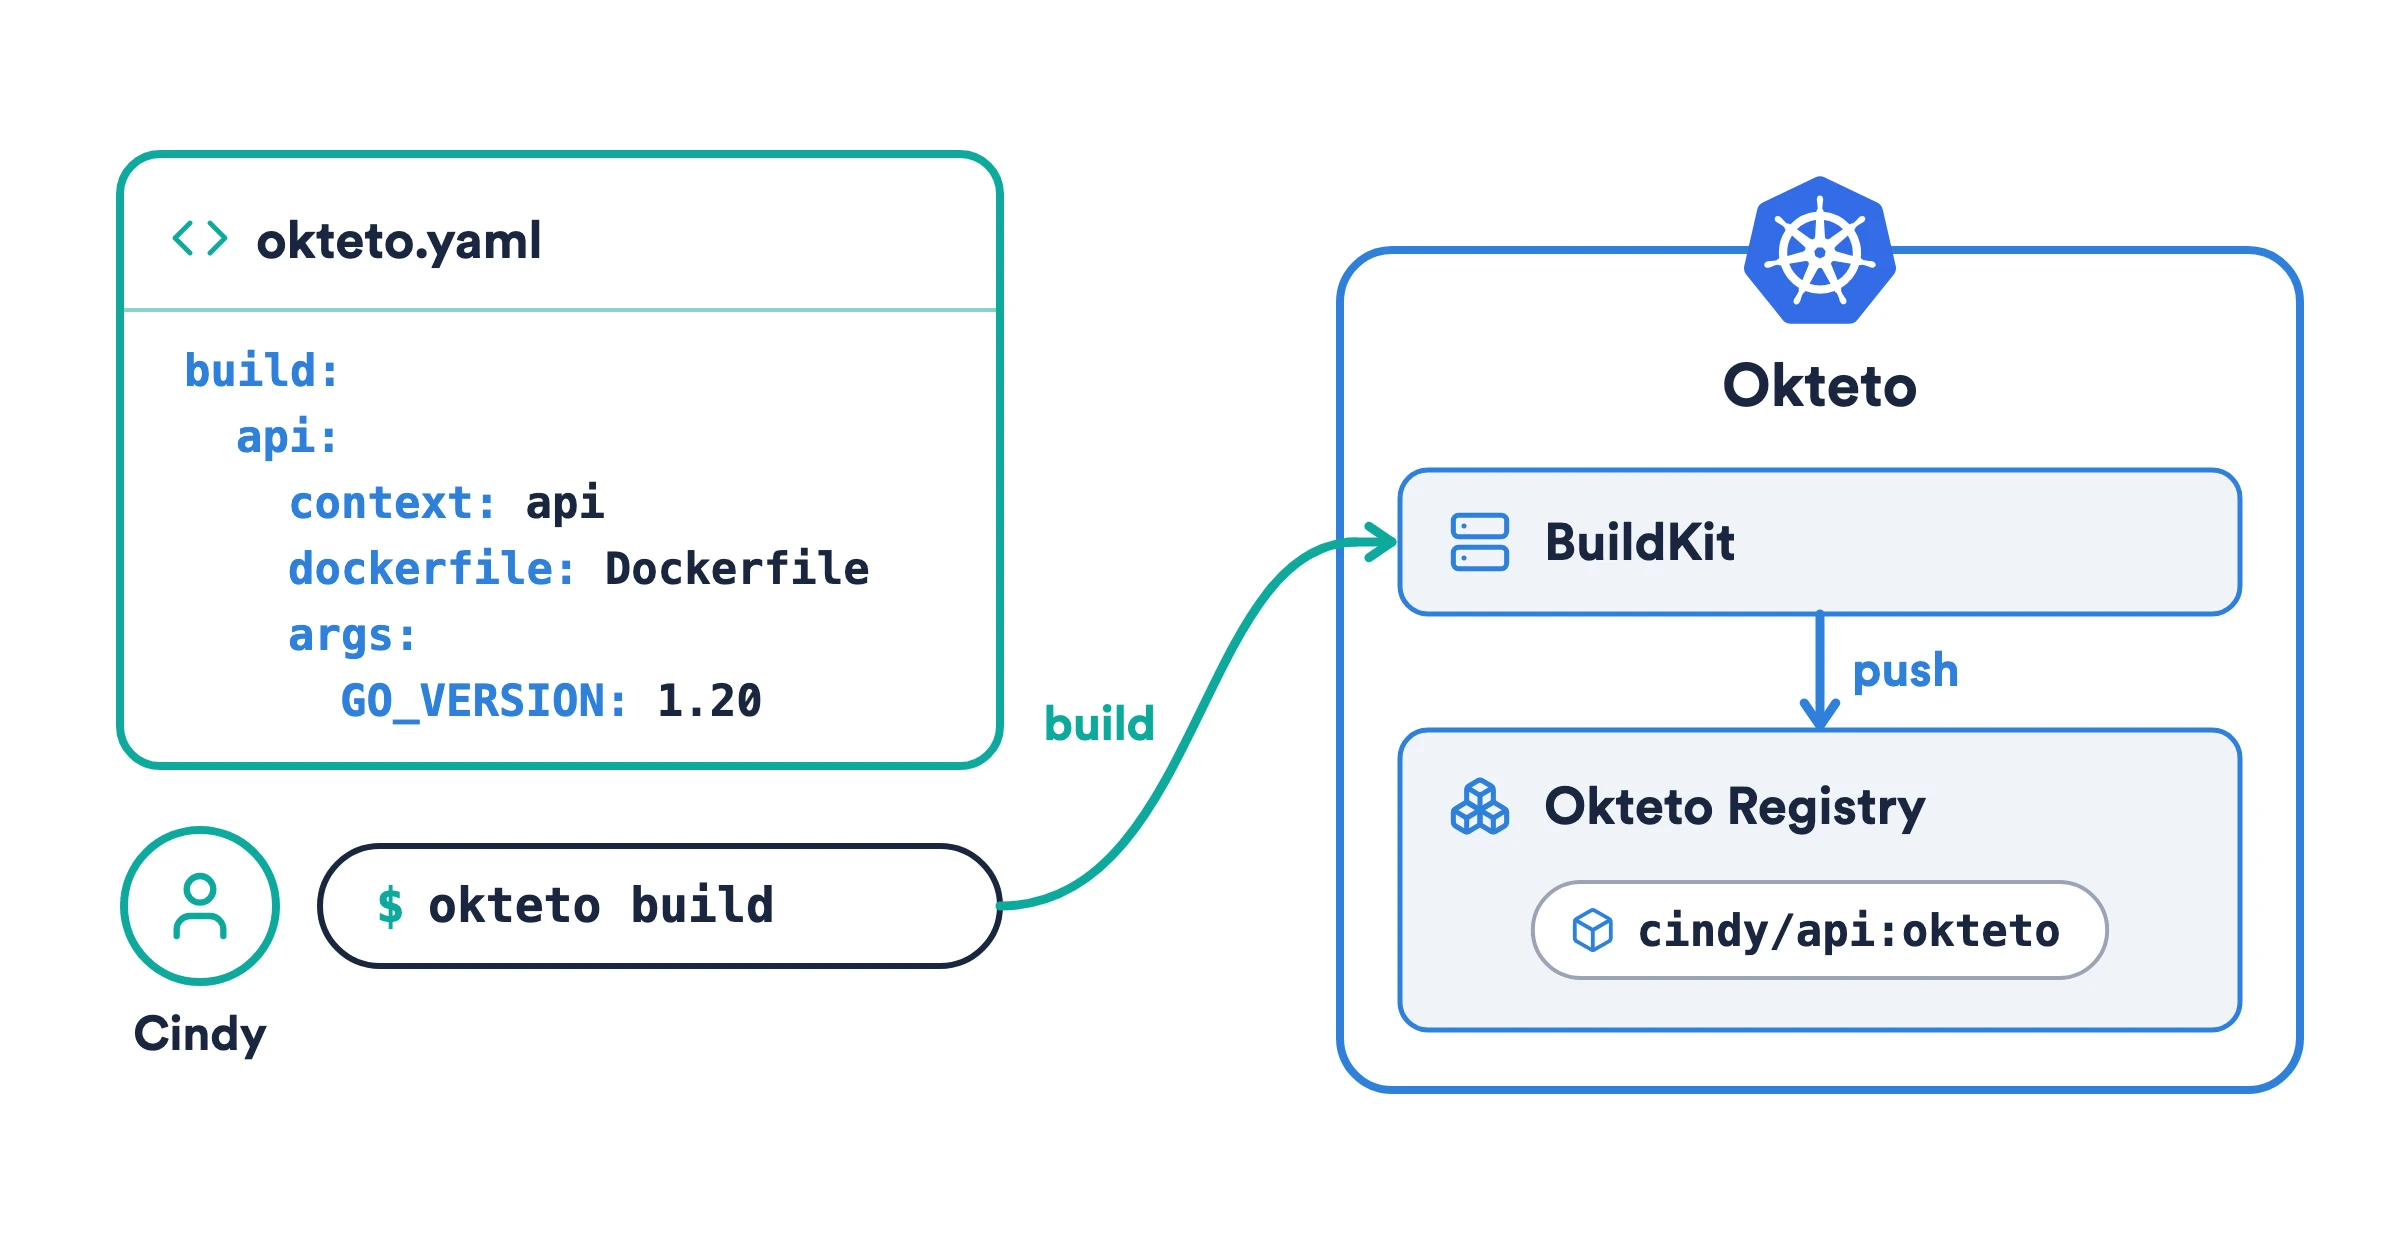 okteto.yaml
build:
  api:
    context: api
    dockerfile: Dockerfile
    args:
      GO_VERSION: 1.20
Cindy
$ okteto build
build
Okteto
BuildKit
push
Okteto Registry
cindy/api:okteto